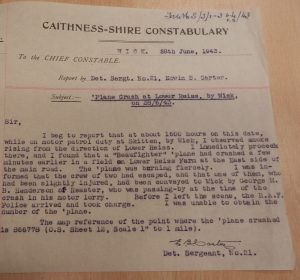 CAITHNESS-SHIRE CONSTABULARY
WICK, 28th June, 1943.
To the CHIEF CONSTABLE.
Report by Det. Sergt. No.21, Ervin S. Carter.
Subject:- 'Plane Crash at Lower Reiss, by Wick,
on 28/6/43.
Sir,
I beg to report that at about 1600 hours on this date,
while on motor patrol duty at Skitten, by Wick, I observed smoke
rising from the direction of Lower Reiss. I immediately proceed
there, and I found that a "Beaufighter" 'plane had crashed a few
minutes earlier in a field on Lower Reiss Farm at the East side of
the main road. The 'plane was burning fiercely. I was in-
formed that the crew of two had escaped, and that one of them, who
had been slightly injured, had been conveyed to Wick by George M.
B. Landerson of Keaster, who was passing-by at the time of the
crash in his motor lorry. Before I left the scene, the R.A.F.
Police arrived and took charge. I was unable to obtain the
number of the 'plane.
The map reference of the point where the 'plane crashed
is 866778 (O.S. Sheet 12, Scale 1" to 1 mile).
Det. Sergeant, No.21.